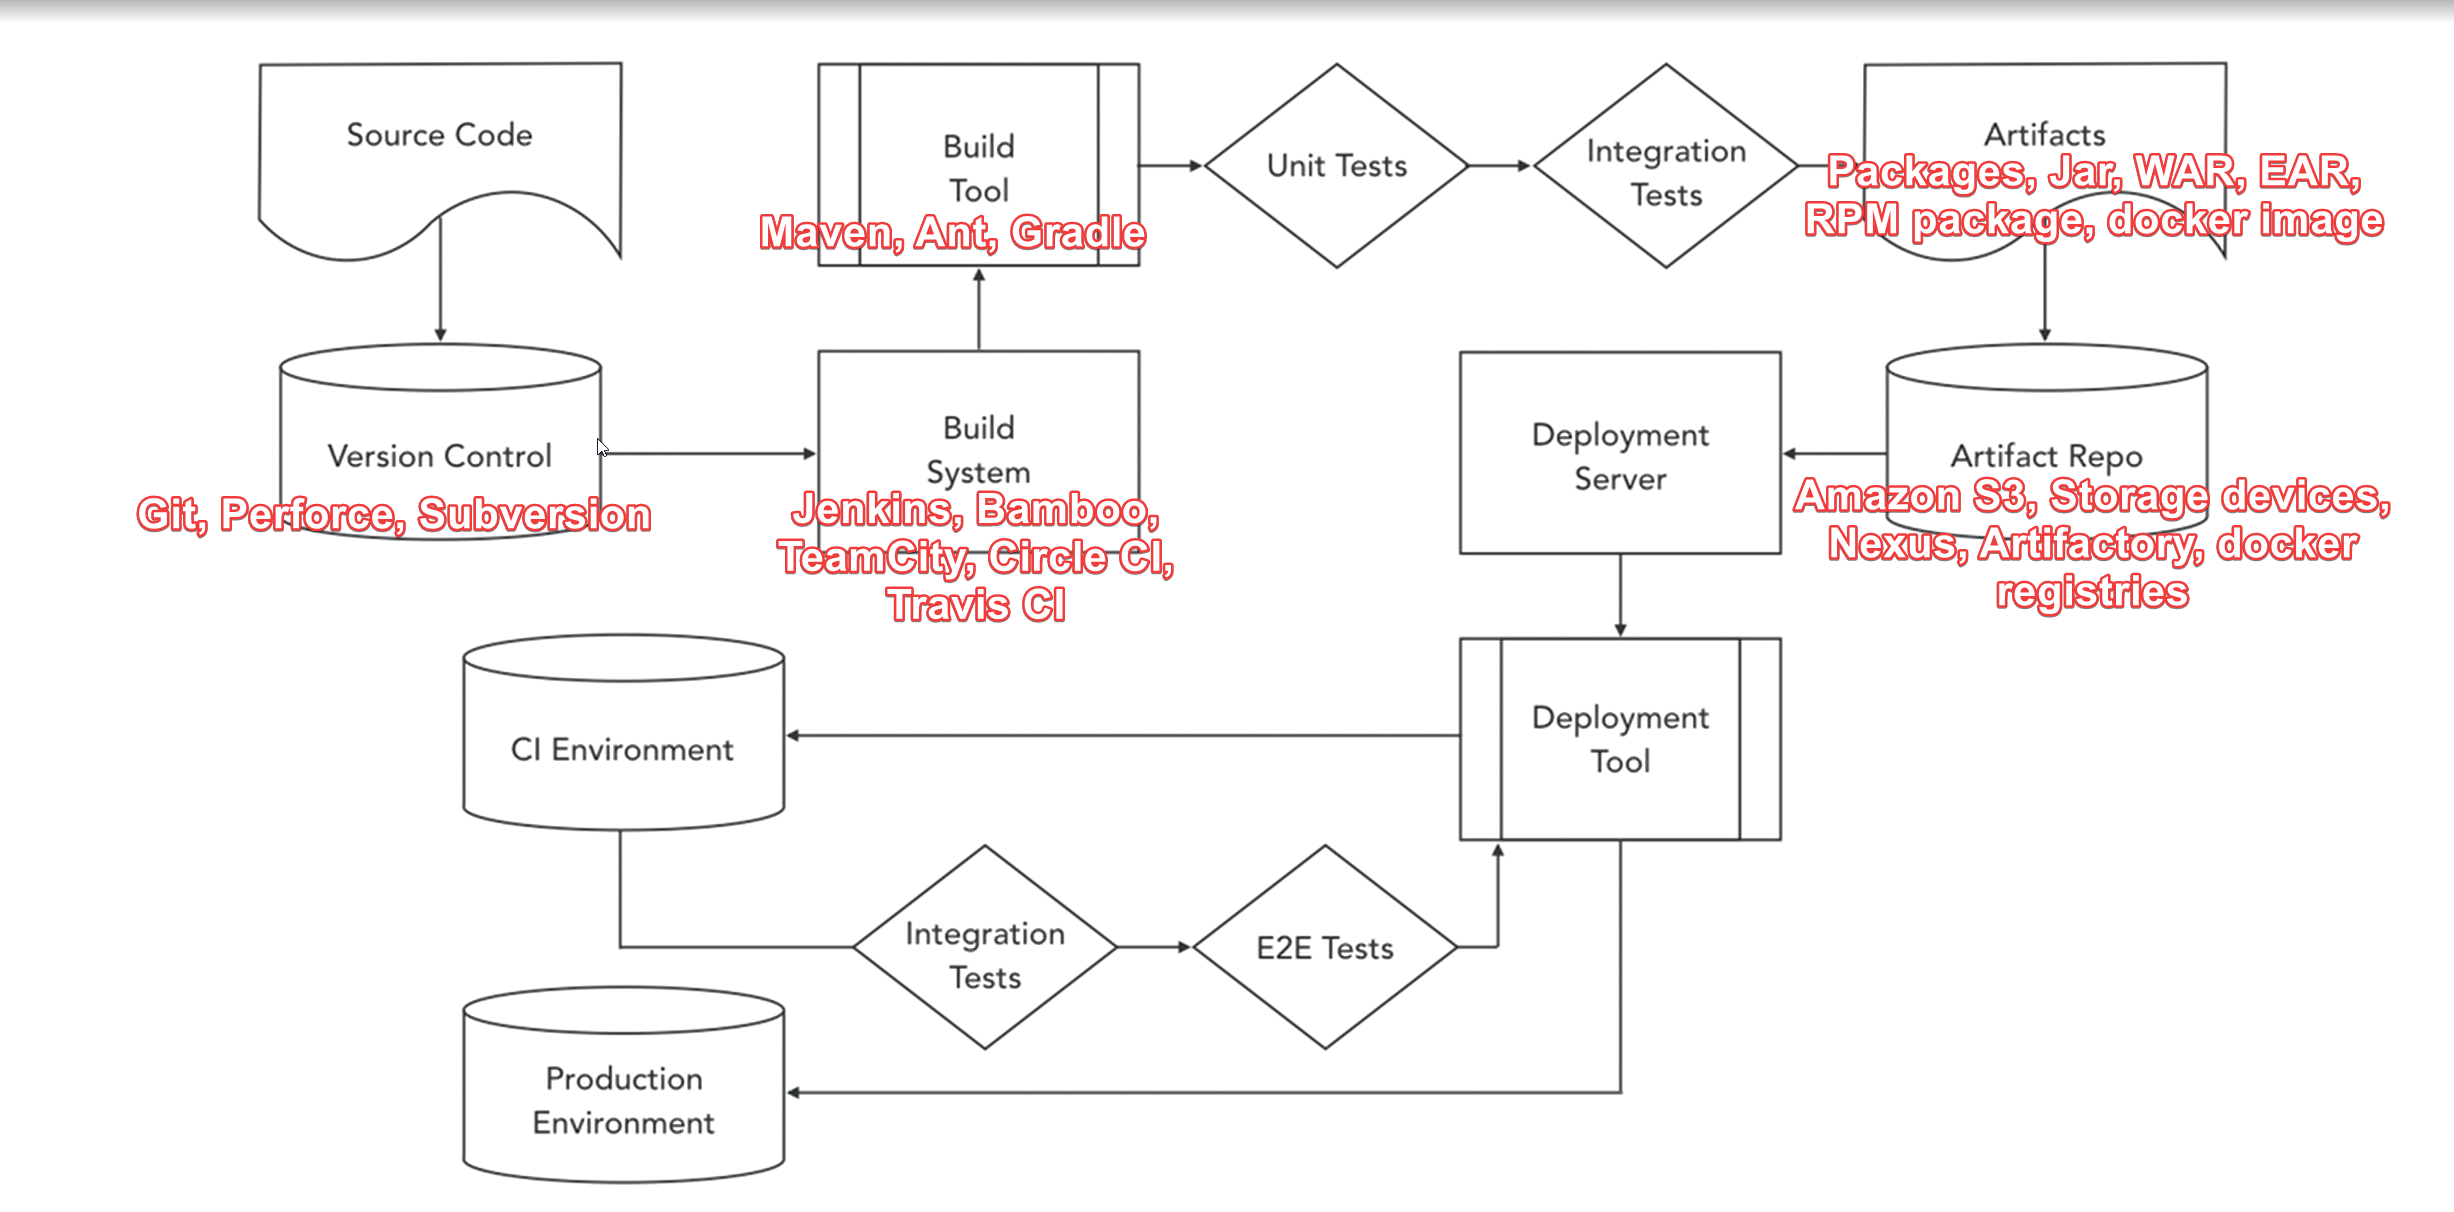 Source Code
Build
Tool
Maven, Ant, Gradle
Unit Tests
Integration
Tests
Artifacts
Packages, Jar, WAR, EAR,
RPM package, docker image
Version Control
Git, Perforce, Subversion
Build
System
Jenkins, Bamboo,
TeamCity, Circle CI,
Travis CI
Deployment
Server
Artifact Repo
Amazon S3, Storage devices,
Nexus, Artifactory, docker
registries
CI Environment
Deployment
Tool
Integration
Tests
E2E Tests
Production
Environment